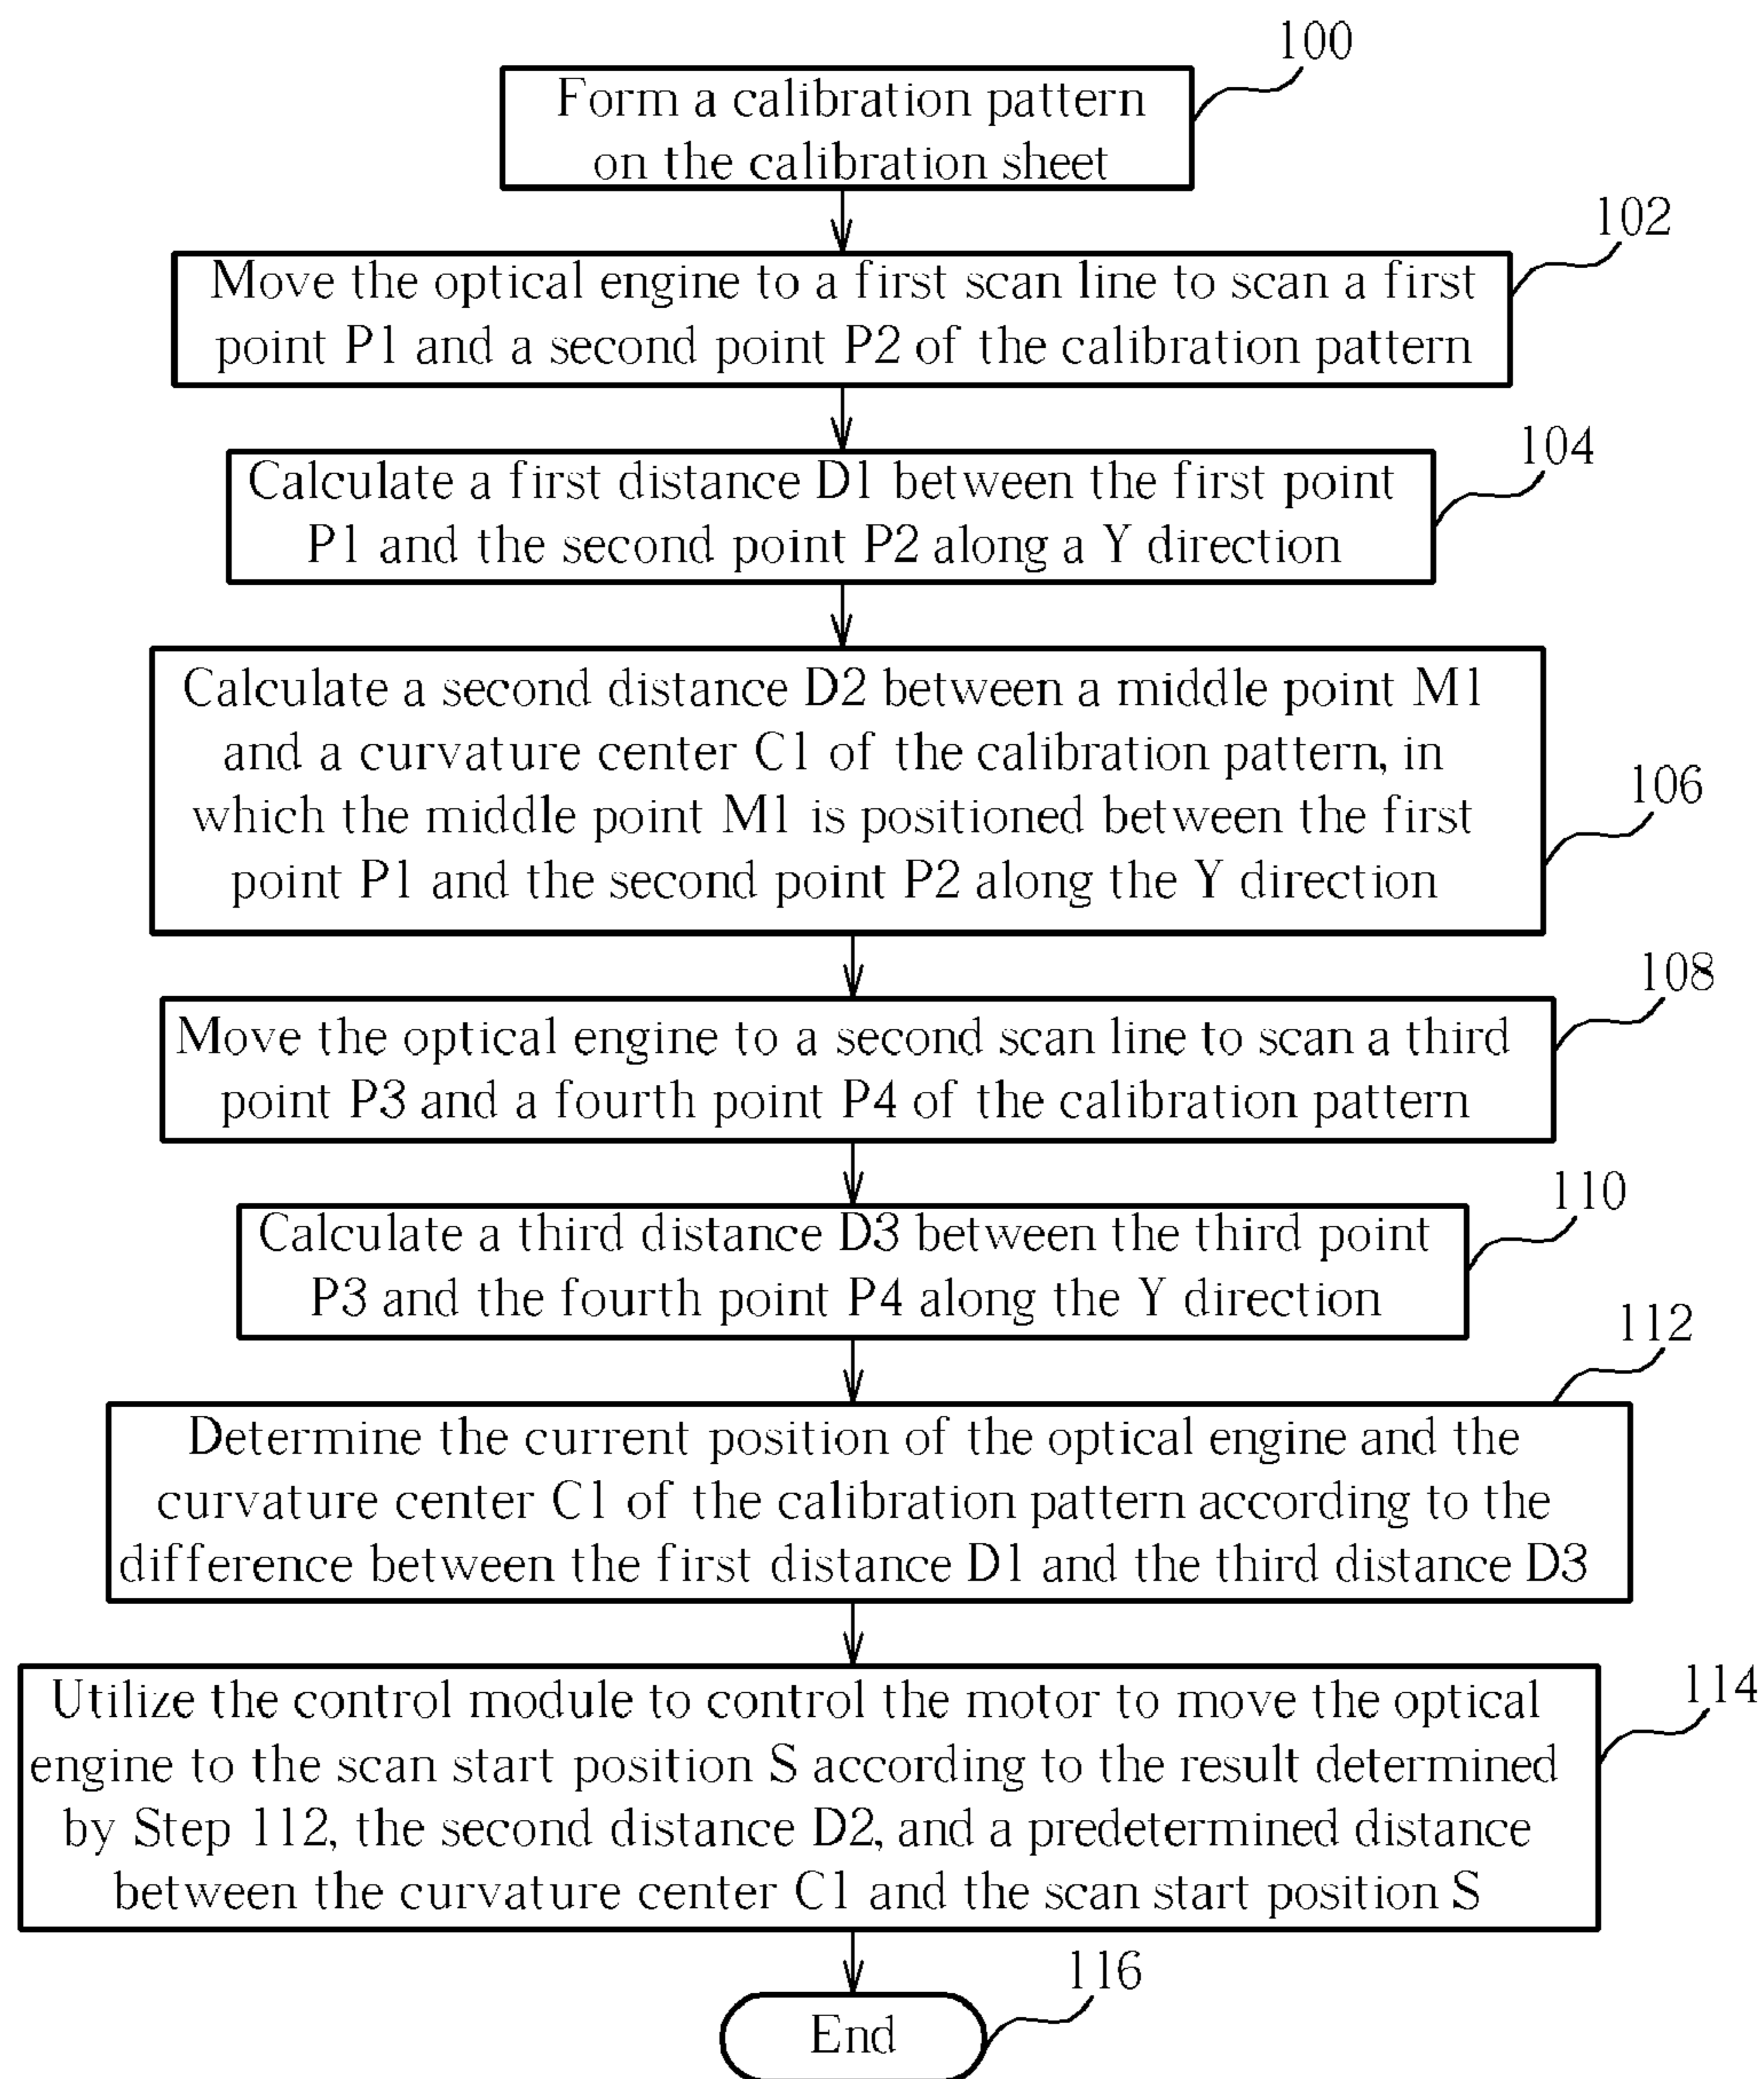 100
Form a calibration pattern
on the calibration sheet
102
Move the optical engine to a first scan line to scan a first
point P1 and a second point P2 of the calibration pattern
104
Calculate a first distance D1 between the first point
P1 and the second point P2 along a Y direction
Calculate a second distance D2 between a middle point M1
and a curvature center C1 of the calibration pattern, in
which the middle point M1 is positioned between the first
point P1 and the second point P2 along the Y direction
106
108
Move the optical engine to a second scan line to scan a third
point P3 and a fourth point P4 of the calibration pattern
110
Calculate a third distance D3 between the third point
P3 and the fourth point P4 along the Y direction
112
Determine the current position of the optical engine and the
curvature center C1 of the calibration pattern according to the
difference between the first distance D1 and the third distance D3
114
Utilize the control module to control the motor to move the optical
engine to the scan start position S according to the result determined
by Step 112, the second distance D2, and a predetermined distance
between the curvature center C1 and the scan start position S
116
End